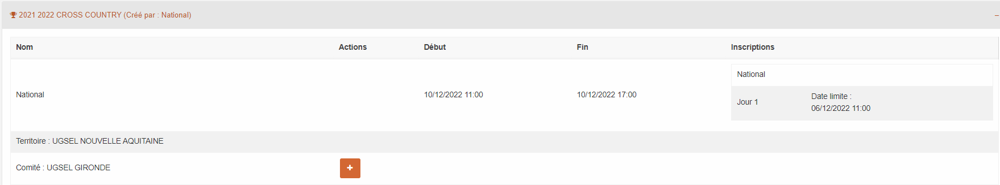 2021 2022 CROSS COUNTRY (Créé par : National)
Nom Actions Début Fin Inscriptions
National
National 10/12/2022 11:00 10/12/2022 17:00
Jour 1 Date limite :
06/12/2022 11:00
Territoire : UGSEL NOUVELLE AQUITAINE
Comité : UGSEL GIRONDE